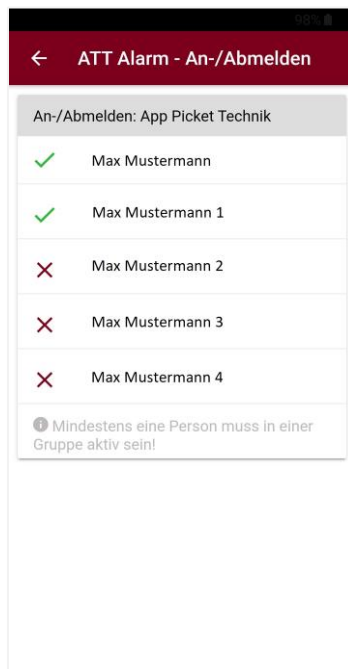 98%
ATT Alarm - An-/Abmelden
An-/Abmelden: App Picket Technik
Max Mustermann
Max Mustermann 1
Max Mustermann 2
Max Mustermann 3
Max Mustermann 4
Mindestens eine Person muss in einer
Gruppe aktiv sein!